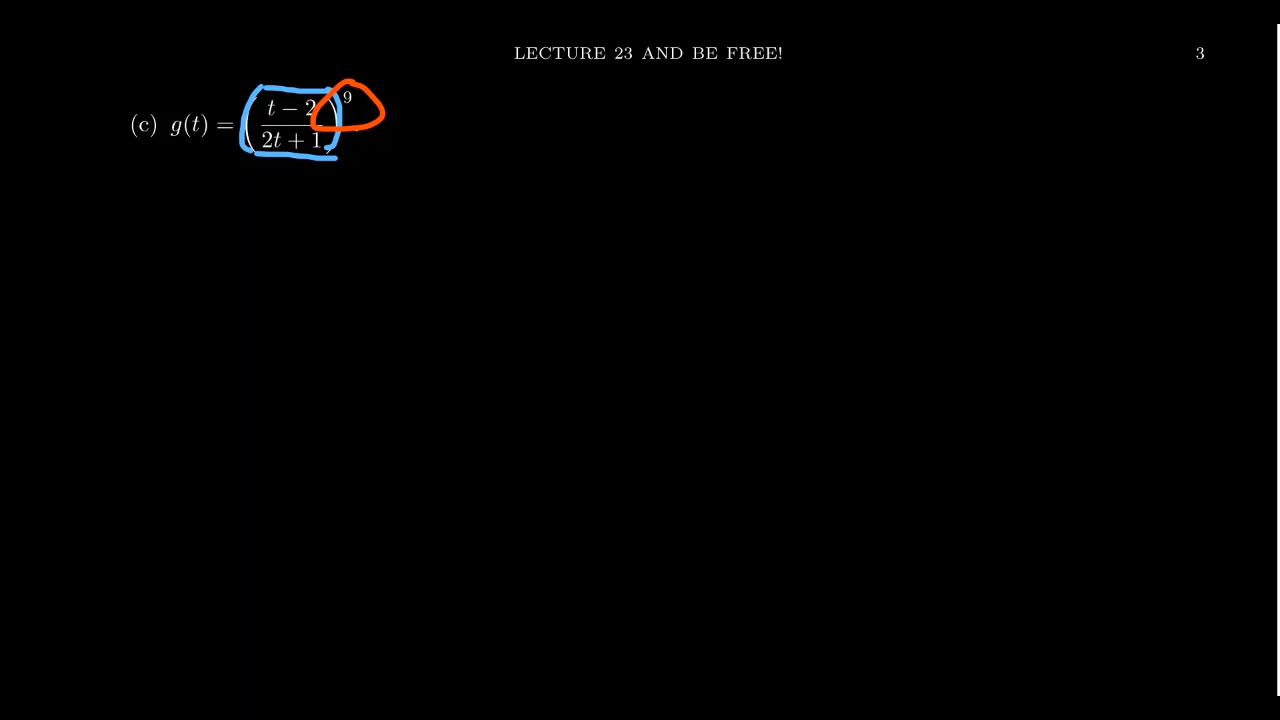 LECTURE 23 AND BE FREE! 3
(c) g(t) = ( (t − 2) / (2t + 1) )^9